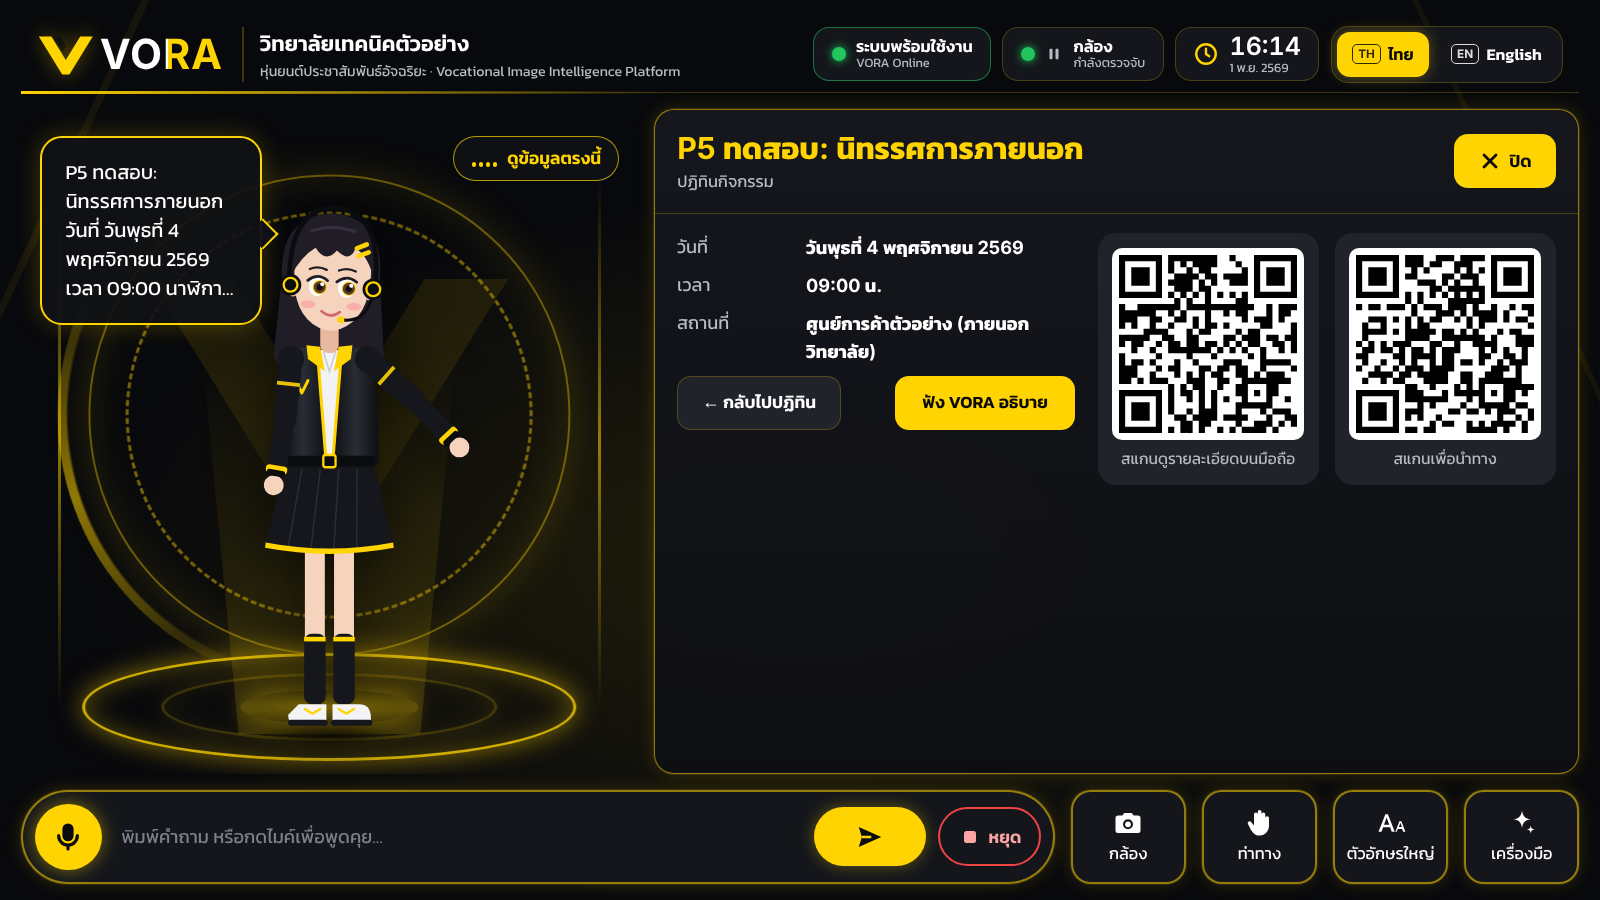 VORA
วิทยาลัยเทคนิคตัวอย่าง
หุ่นยนต์ประชาสัมพันธ์อัจฉริยะ · Vocational Image Intelligence Platform
ระบบพร้อมใช้งาน
VORA Online
กล้อง
กำลังตรวจจับ
16:14
1 พ.ย. 2569
TH ไทย
EN English
P5 ทดสอบ:
นิทรรศการภายนอก
วันที่ วันพุธที่ 4
พฤศจิกายน 2569
เวลา 09:00 นาฬิกา...
ดูข้อมูลตรงนี้
P5 ทดสอบ: นิทรรศการภายนอก
ปฏิทินกิจกรรม
ปิด
วันที่ วันพุธที่ 4 พฤศจิกายน 2569
เวลา 09:00 น.
สถานที่ ศูนย์การค้าตัวอย่าง (ภายนอก
วิทยาลัย)
← กลับไปปฏิทิน
ฟัง VORA อธิบาย
สแกนดูรายละเอียดบนมือถือ
สแกนเพื่อนำทาง
พิมพ์คำถาม หรือกดไมค์เพื่อพูดคุย...
หยุด
กล้อง
ท่าทาง
AA
ตัวอักษรใหญ่
เครื่องมือ